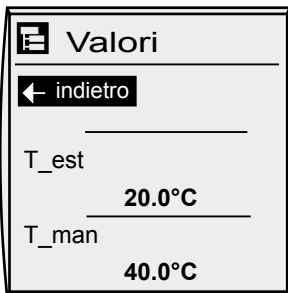 Valori
← indietro
T_est
20.0°C
T_man
40.0°C